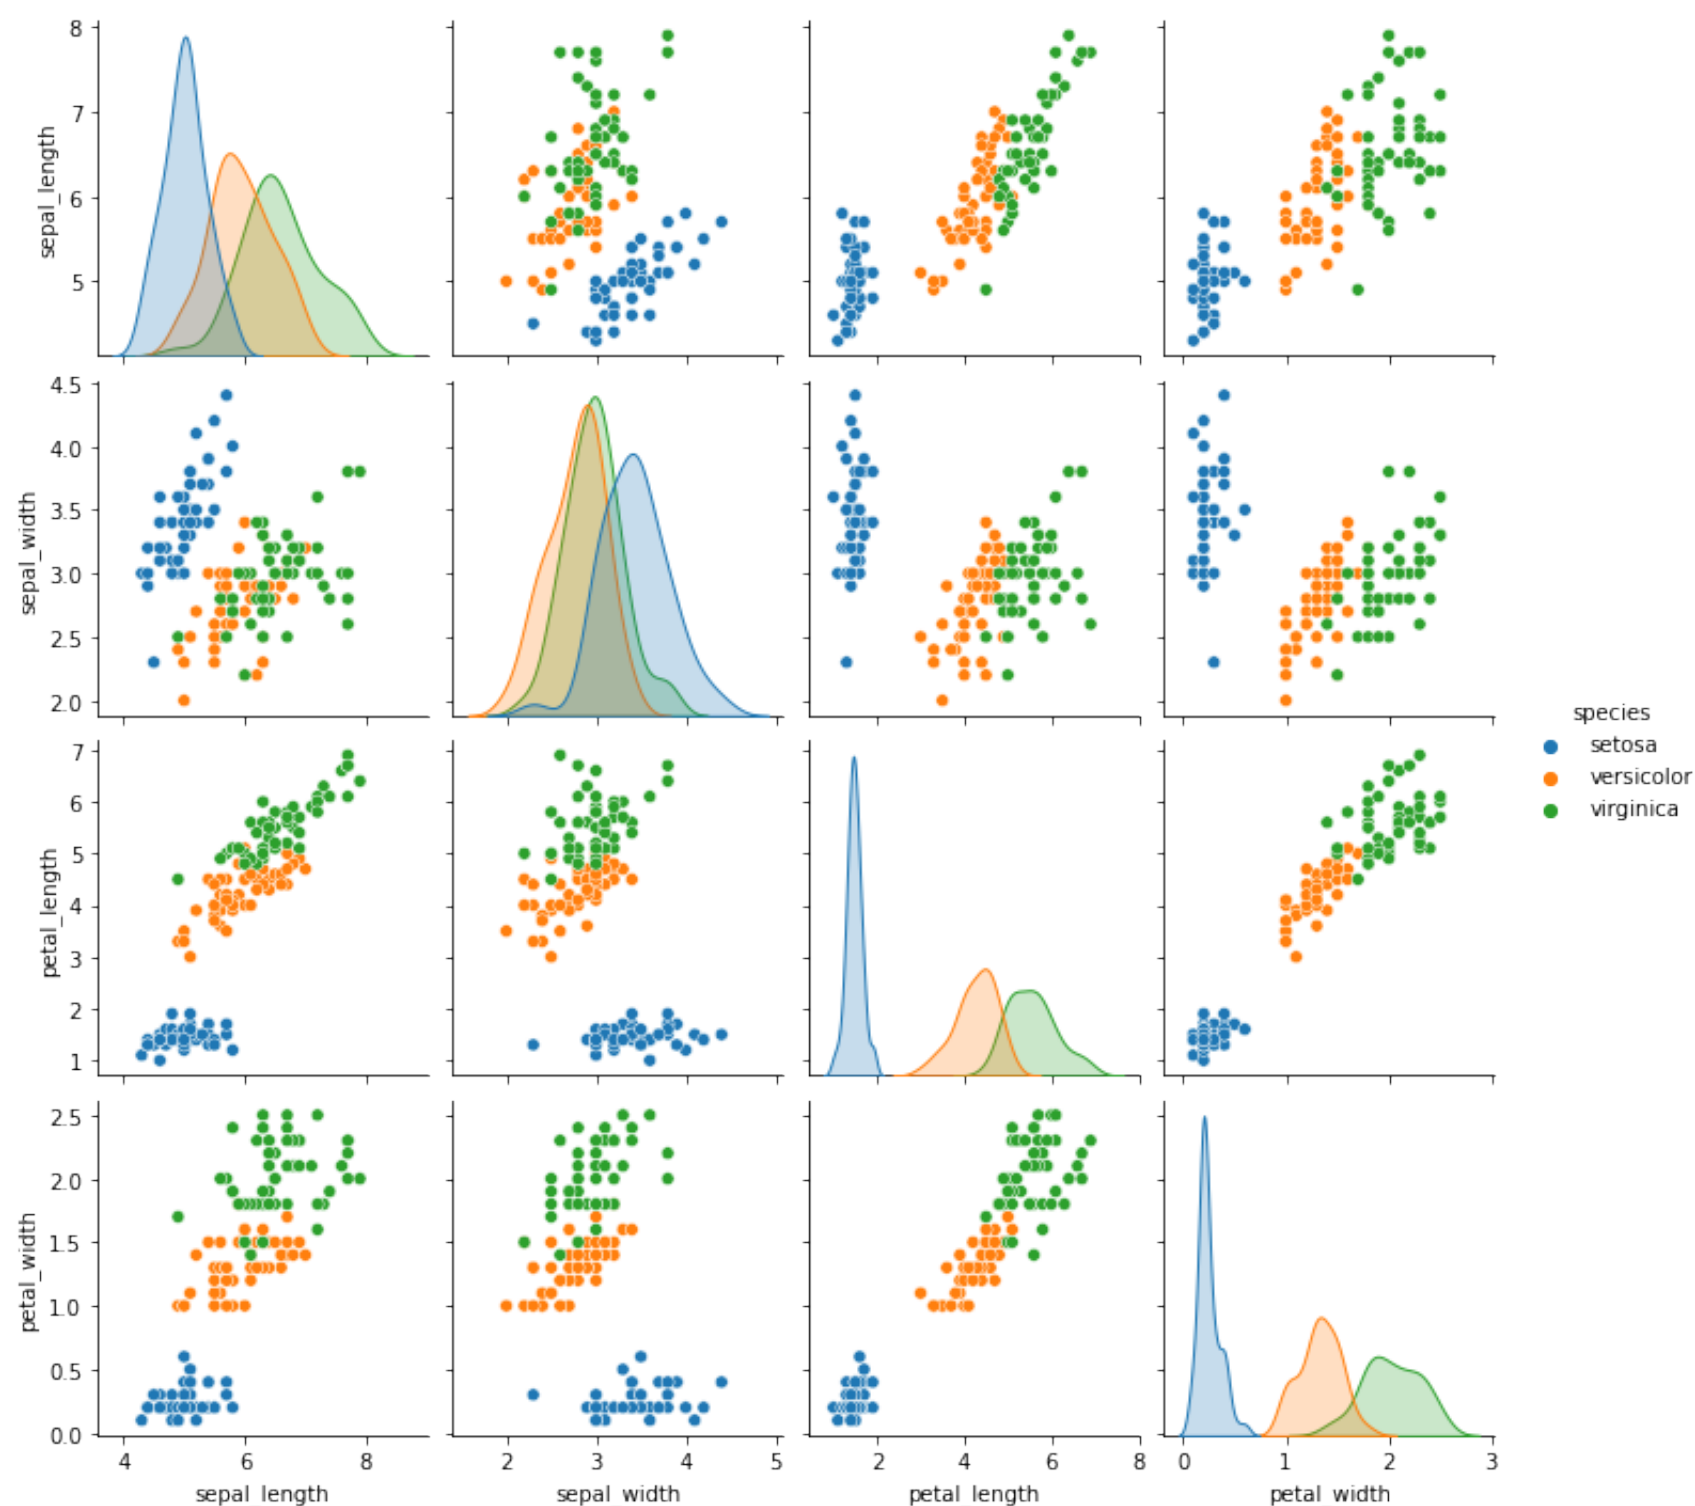 8
7
6
5
sepal_length
4.5
4.0
3.5
3.0
2.5
2.0
sepal_width
species
setosa
versicolor
virginica
7
6
5
4
3
2
1
petal_length
2.5
2.0
1.5
1.0
0.5
0.0
petal_width
4 6 8 2 3 4 5 2 4 6 8 0 1 2 3
sepal_length sepal_width petal_length petal_width